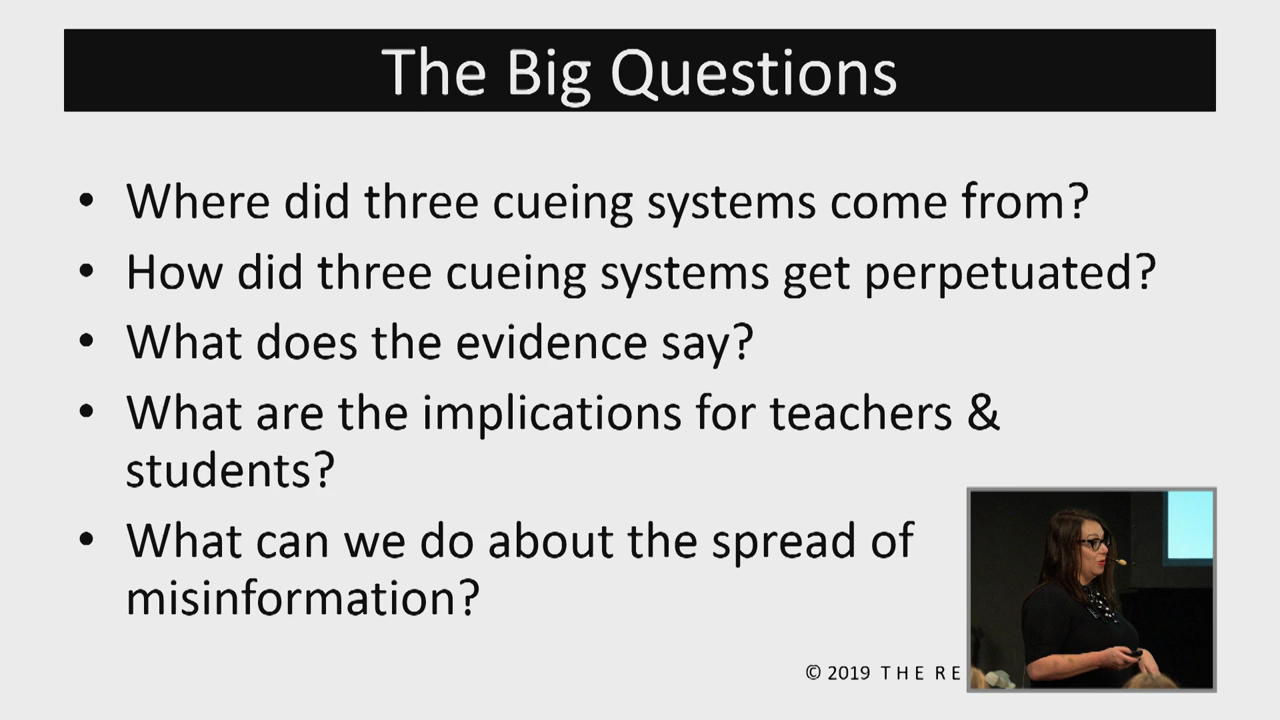 The Big Questions
• Where did three cueing systems come from?
• How did three cueing systems get perpetuated?
• What does the evidence say?
• What are the implications for teachers &
students?
• What can we do about the spread of
misinformation?
© 2019 THE RE